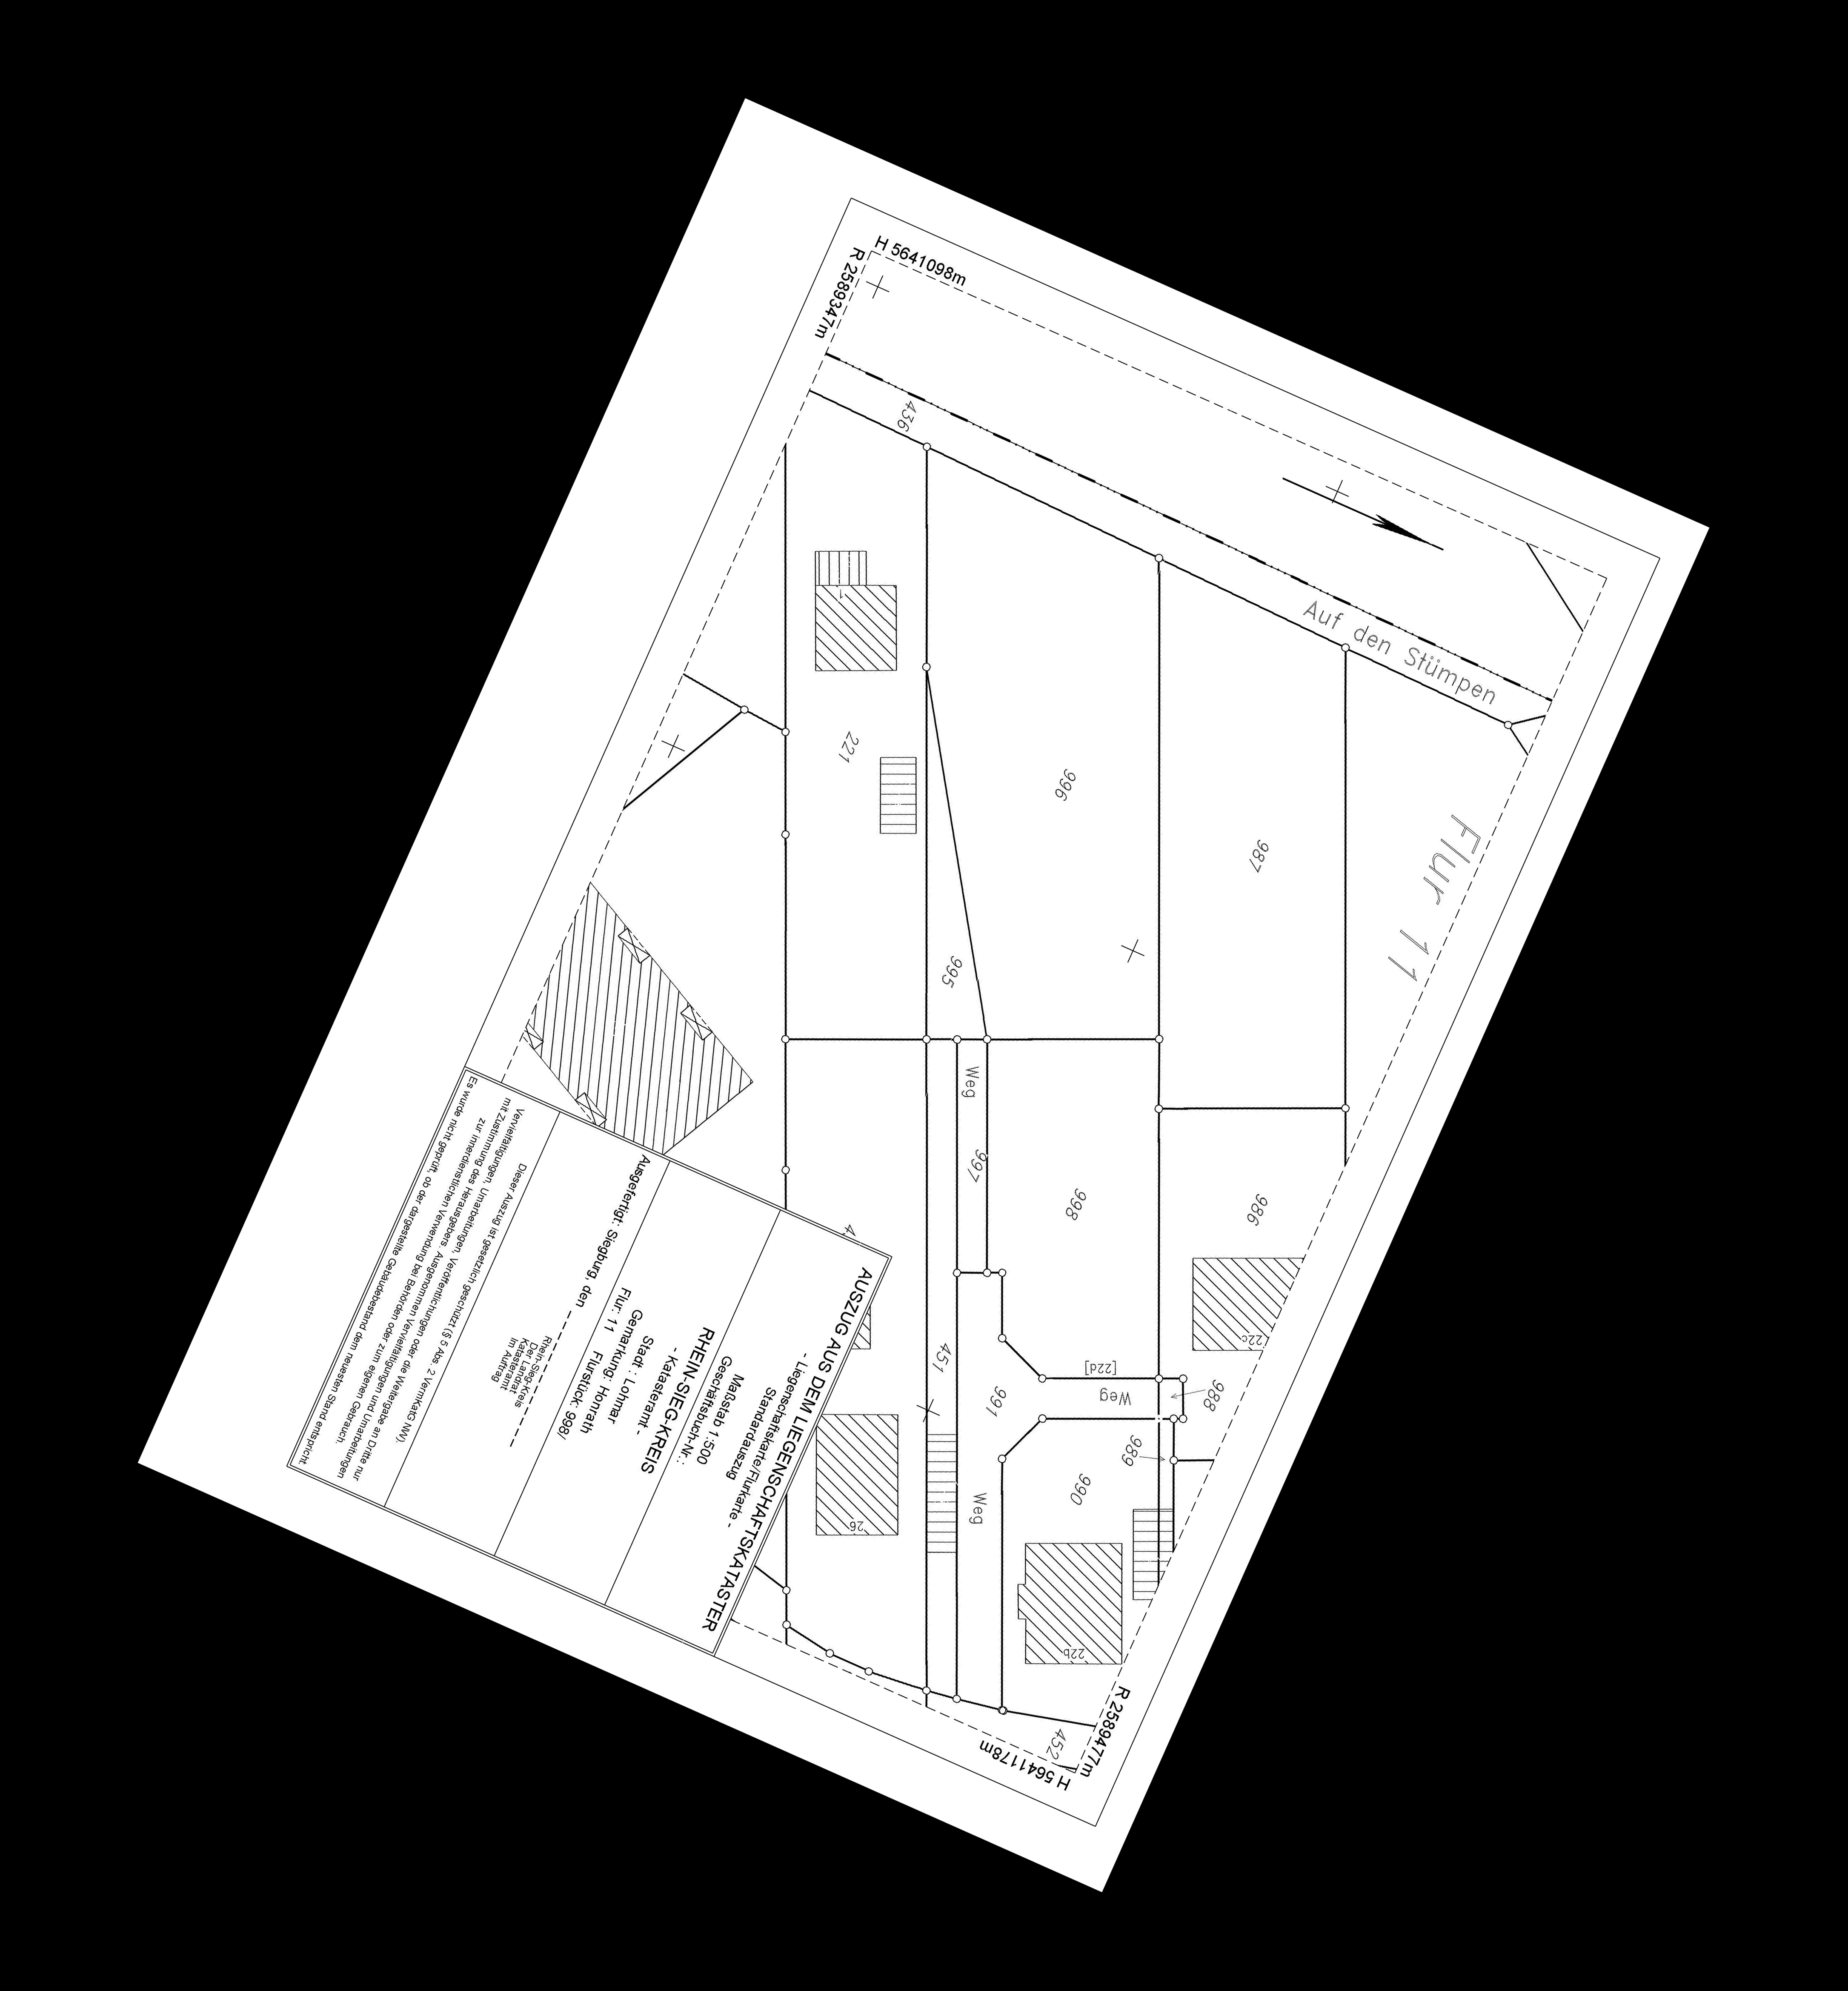 H 5641098m
R 2589347m
436
Auf den Stümpen
1
221
996
987
Flur 11
995
Weg
997
998
986
22c
451
[22d]
988
Weg
991
989
990
Weg
26
22b
452
R 2589477m
H 5641178m
4
AUSZUG AUS DEM LIEGENSCHAFTSKATASTER
- Liegenschaftskarte/Flurkarte -
Standardauszug
Maßstab 1:500
Geschäftsbuch-Nr.:
RHEIN-SIEG-KREIS
- Katasteramt -
Stadt : Lohmar
Gemarkung: Honrath
Flur: 11 Flurstück: 998/
Ausgefertigt: Siegburg, den
Rhein-Sieg-Kreis
Der Landrat
Katasteramt
Im Auftrag
Dieser Auszug ist gesetzlich geschützt (§ 5 Abs. 2 VermKatG NW).
Vervielfältigungen, Umarbeitungen, Veröffentlichungen oder die Weitergabe an Dritte nur
mit Zustimmung des Herausgebers. Ausgenommen Vervielfältigungen und Umarbeitungen
zur innerdienstlichen Verwendung bei Behörden oder zum eigenen Gebrauch.
Es wurde nicht geprüft, ob der dargestellte Gebäudebestand dem neuesten Stand entspricht.